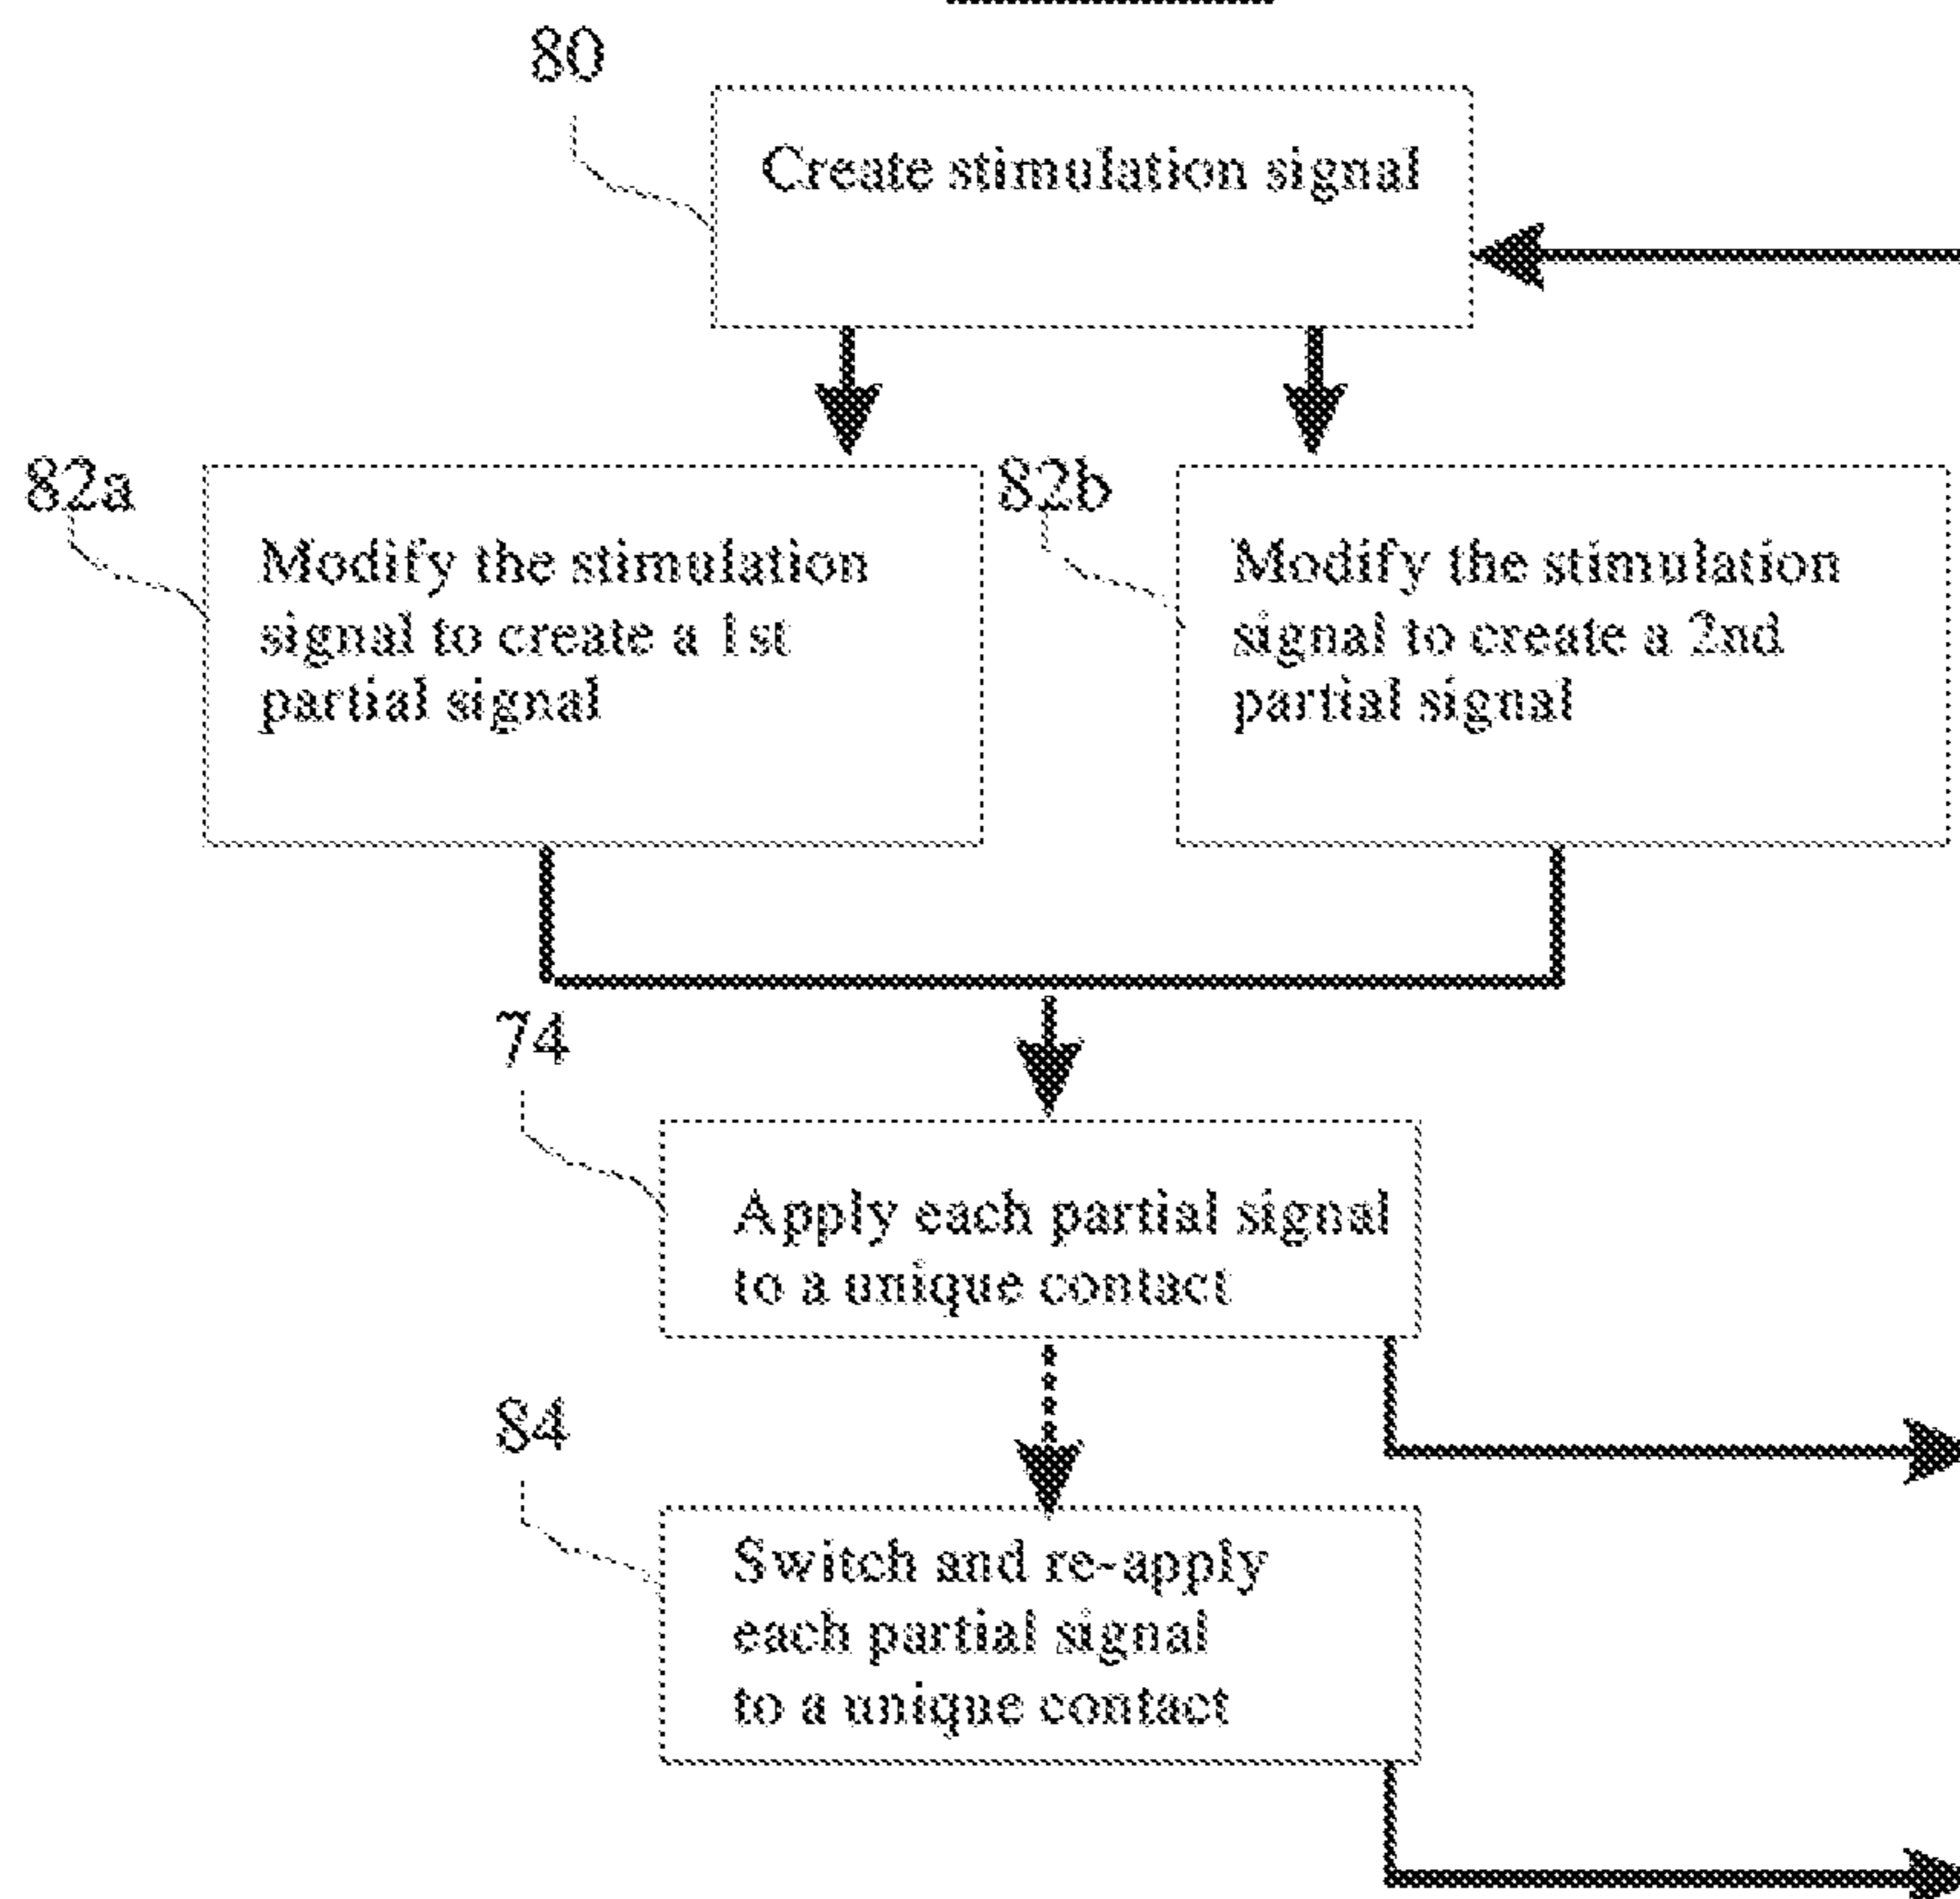 80
Create stimulation signal
82a
Modify the stimulation
signal to create a 1st
partial signal
82b
Modify the stimulation
signal to create a 2nd
partial signal
74
Apply each partial signal
to a unique contact
84
Switch and re-apply
each partial signal
to a unique contact